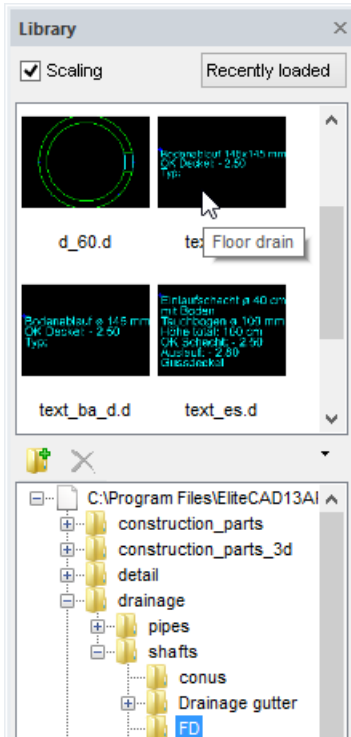 Library
Scaling
Recently loaded
Bodenablauf 145x145 mm
OK Deckel: - 2.50
Typ:
d_60.d
tex
Floor drain
Bodenablauf ø 145 mm
OK Deckel: - 2.50
Typ:
Einlaufschacht ø 40 cm
mit Boden
Tauchbogen ø 100 mm
Höhe total: 100 cm
OK Schacht: - 2.50
Auslauf: - 2.80
Gussdeckel
text_ba_d.d
text_es.d
C:\Program Files\EliteCAD13AI
construction_parts
construction_parts_3d
detail
drainage
pipes
shafts
conus
Drainage gutter
FD